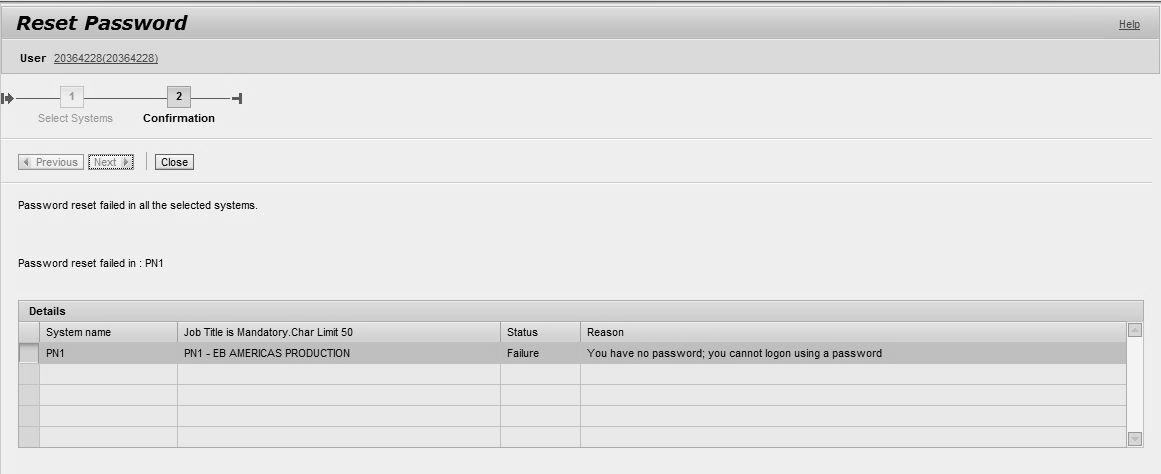 Reset Password
Help
User 20364228(20364228)
1 2
Select Systems Confirmation
Previous Next Close
Password reset failed in all the selected systems.
Password reset failed in : PN1
Details
System name Job Title is Mandatory.Char Limit 50 Status Reason
PN1 PN1 - EB AMERICAS PRODUCTION Failure You have no password; you cannot logon using a password